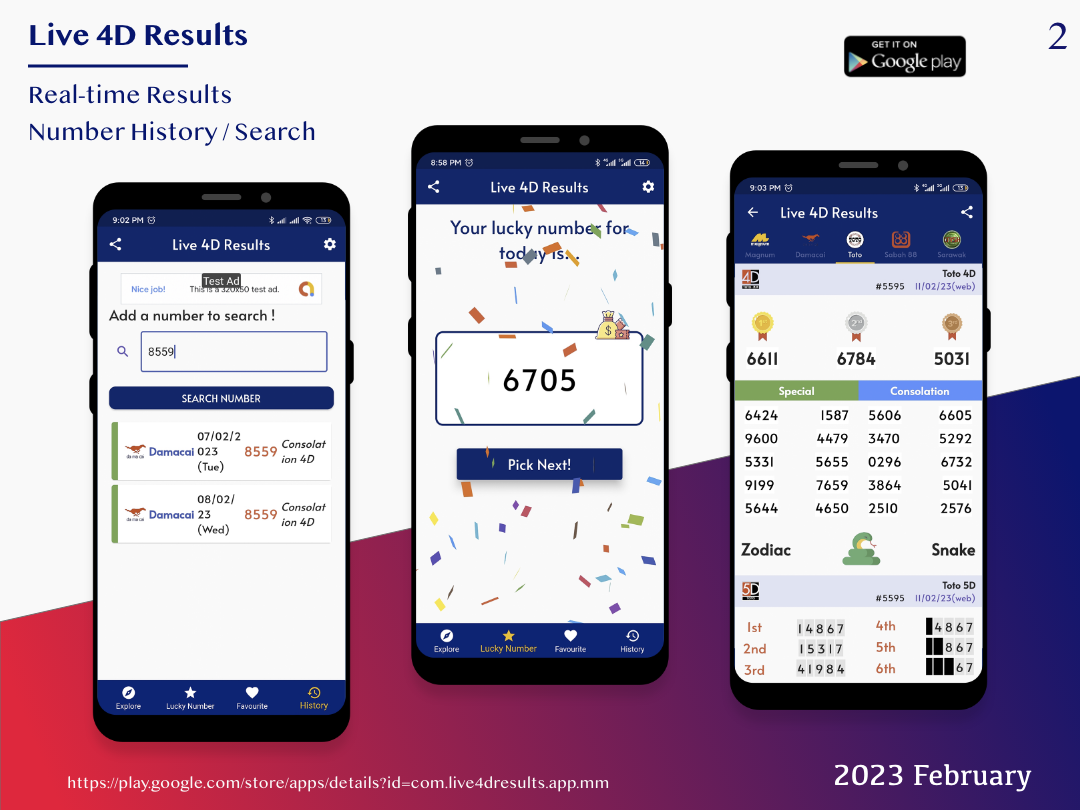 Live 4D Results
2
GET IT ON
Google play
Real-time Results
Number History / Search
9:02 PM
Live 4D Results
Test Ad
Nice job!
This is a 320x50 test ad.
Add a number to search !
8559
SEARCH NUMBER
Damacai 07/02/2 8559 Consolat
023 ion 4D
(Tue)
Damacai 08/02/ 8559 Consolat
23 ion 4D
(Wed)
Explore Lucky Number Favourite History
8:58 PM
Live 4D Results
Your lucky number for
today is...
6705
Pick Next!
Explore Lucky Number Favourite History
9:03 PM
Live 4D Results
Magnum Damacai Toto Sabah 88 Sarawak
4D
Toto 4D
#5595 11/02/23(web)
6611 6784 5031
Special Consolation
6424 1587 5606 6605
9600 4479 3470 5292
5331 5655 0296 6732
9199 7659 3864 5041
5644 4650 2510 2576
Zodiac Snake
5D
Toto 5D
#5595 11/02/23(web)
1st 14867 4th 4867
2nd 15317 5th 867
3rd 41984 6th 67
https://play.google.com/store/apps/details?id=com.live4dresults.app.mm
2023 February